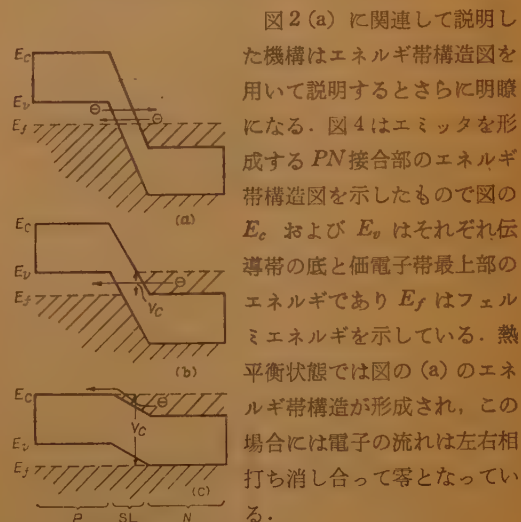 図2(a)に関連して説明し
た機構はエネルギ帯構造図を
用いて説明するとさらに明瞭
になる．図4はエミッタを形
成するPN接合部のエネルギ
帯構造図を示したもので図の
Ec および Ev はそれぞれ伝
導帯の底と価電子帯最上部の
エネルギであり Ef はフェル
ミエネルギを示している．熱
平衡状態では図の(a)のエネ
ルギ帯構造が形成され，この
場合には電子の流れは左右相
打ち消し合って零となってい
る．
Ec
Ev
Ef
⊖
⊖
(a)
Ec
Ev
Ef
⊖
VC
(b)
Ec
⊖
VC
Ev
Ef
(C)
P SL N